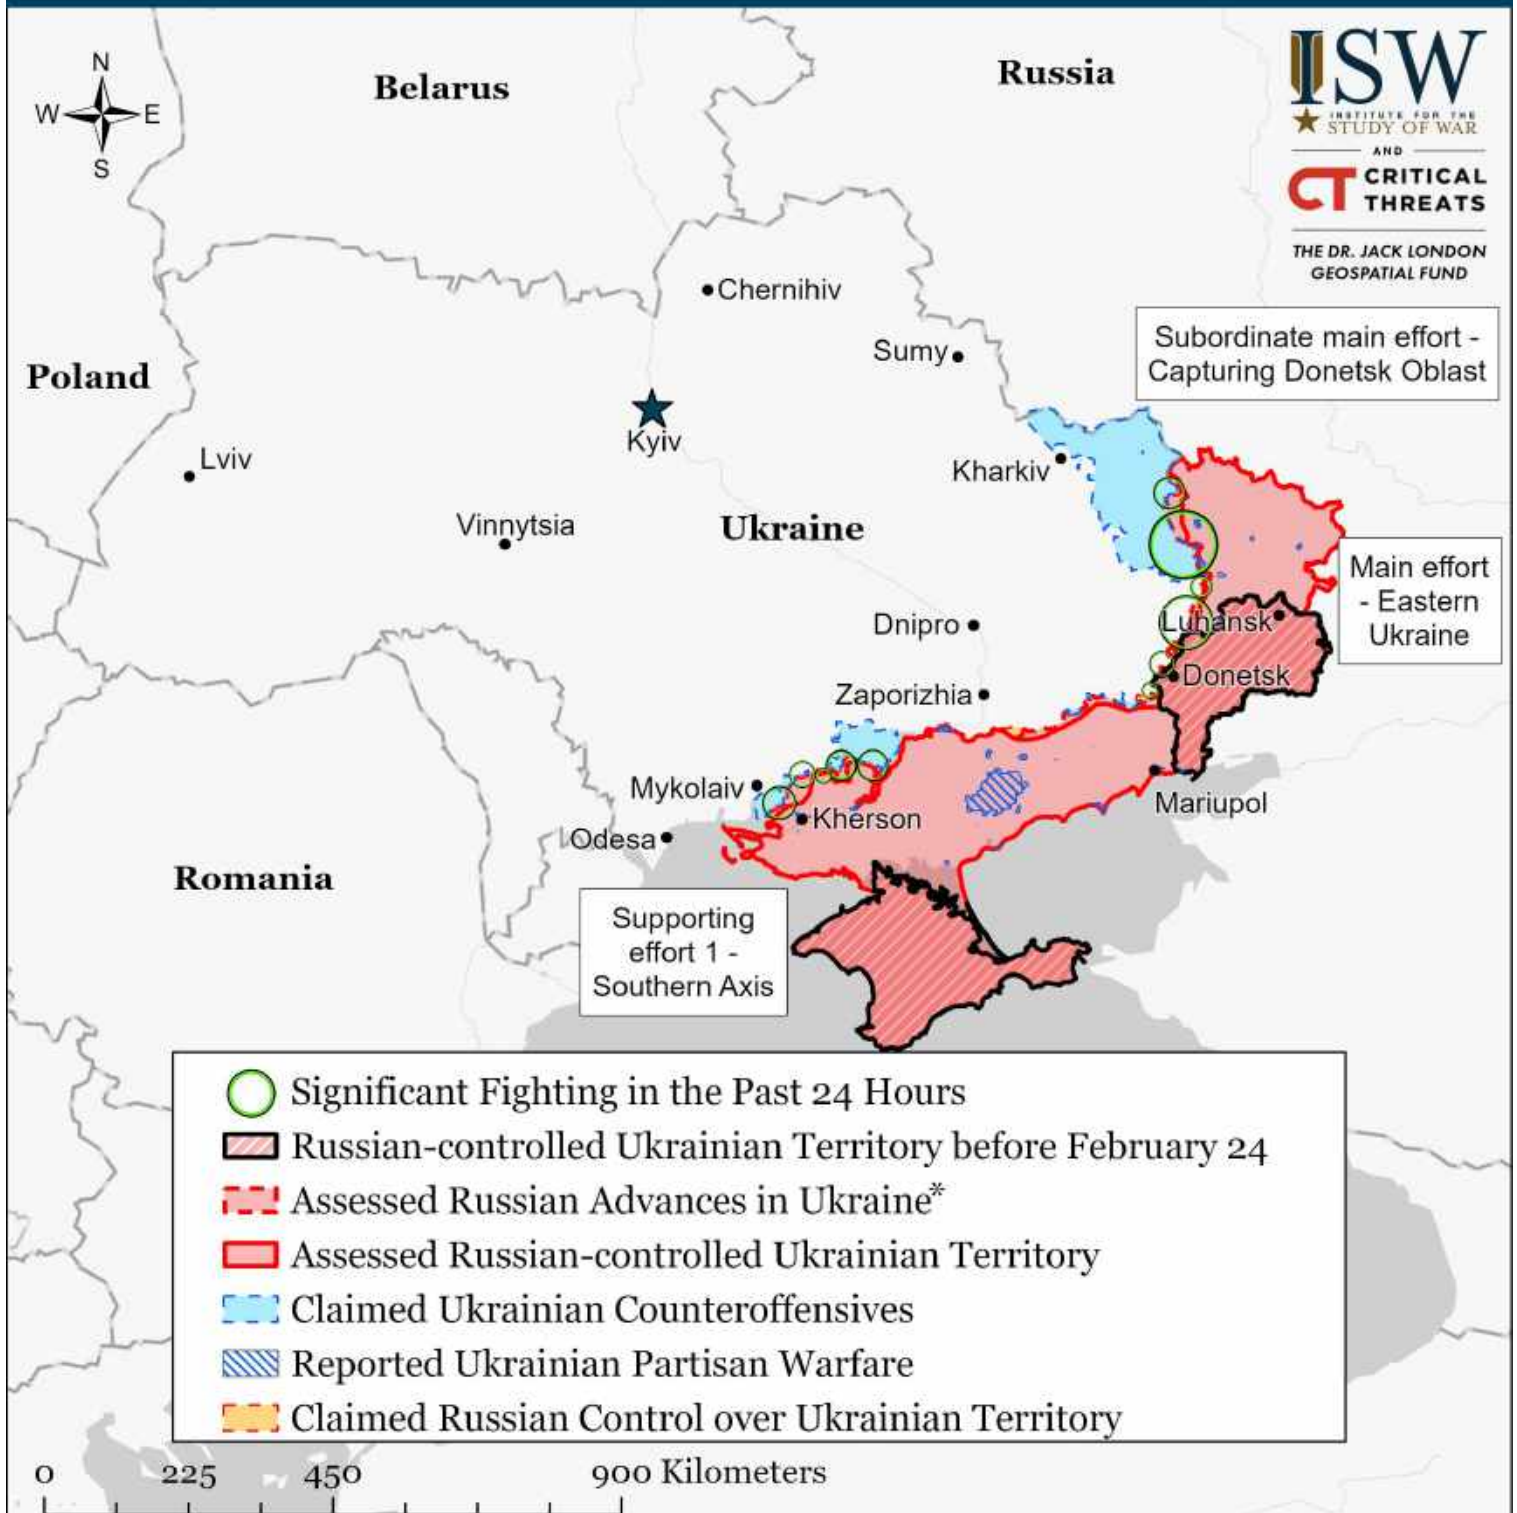 N
W E
S
Belarus
Russia
ISW
INSTITUTE FOR THE
STUDY OF WAR
AND
CT CRITICAL
THREATS
THE DR. JACK LONDON
GEOSPATIAL FUND
Chernihiv
Sumy
Subordinate main effort -
Capturing Donetsk Oblast
Poland
Kyiv
Lviv
Kharkiv
Vinnytsia
Ukraine
Main effort
- Eastern
Ukraine
Dnipro
Luhansk
Donetsk
Zaporizhia
Mykolaiv
Mariupol
Kherson
Odesa
Romania
Supporting
effort 1 -
Southern Axis
Significant Fighting in the Past 24 Hours
Russian-controlled Ukrainian Territory before February 24
Assessed Russian Advances in Ukraine*
Assessed Russian-controlled Ukrainian Territory
Claimed Ukrainian Counteroffensives
Reported Ukrainian Partisan Warfare
Claimed Russian Control over Ukrainian Territory
0 225 450 900 Kilometers